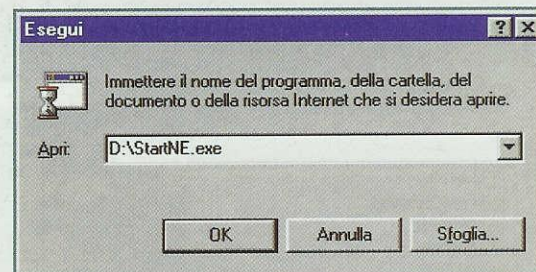 Esegui
Immettere il nome del programma, della cartella, del
documento o della risorsa Internet che si desidera aprire.
Apri:
D:\StartNE.exe
OK
Annulla
Sfoglia...